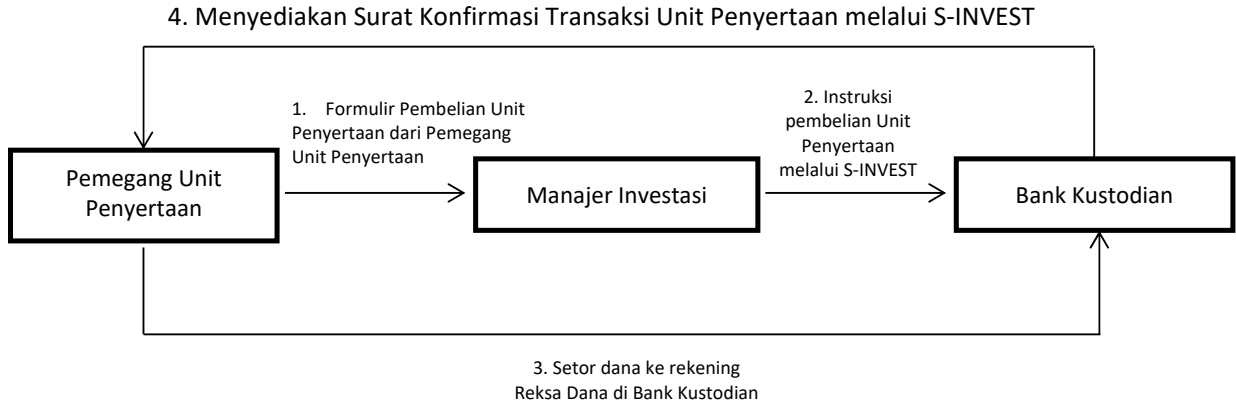 4. Menyediakan Surat Konfirmasi Transaksi Unit Penyertaan melalui S-INVEST
1. Formulir Pembelian Unit
Penyertaan dari Pemegang
Unit Penyertaan
2. Instruksi
pembelian Unit
Penyertaan
melalui S-INVEST
Pemegang Unit
Penyertaan
Manajer Investasi
Bank Kustodian
3. Setor dana ke rekening
Reksa Dana di Bank Kustodian